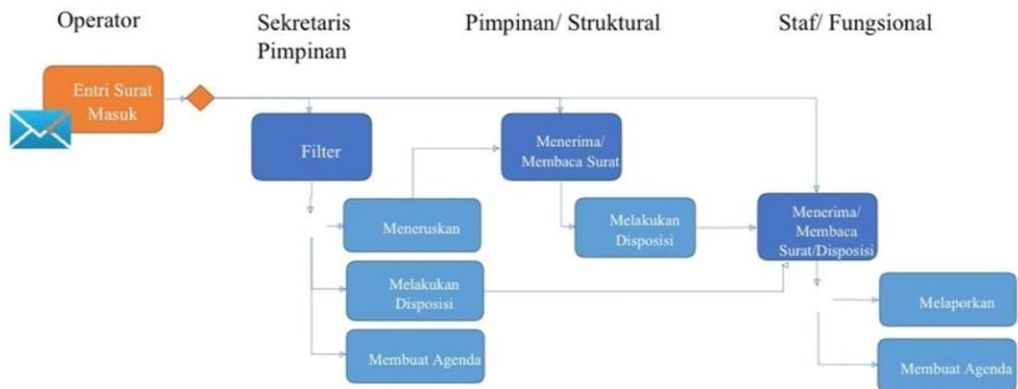 Operator
Sekretaris
Pimpinan
Pimpinan/ Struktural
Staf/ Fungsional
Entri Surat
Masuk
Filter
Menerima/
Membaca Surat
Meneruskan
Melakukan
Disposisi
Menerima/
Membaca
Surat/Disposisi
Melakukan
Disposisi
Melaporkan
Membuat Agenda
Membuat Agenda